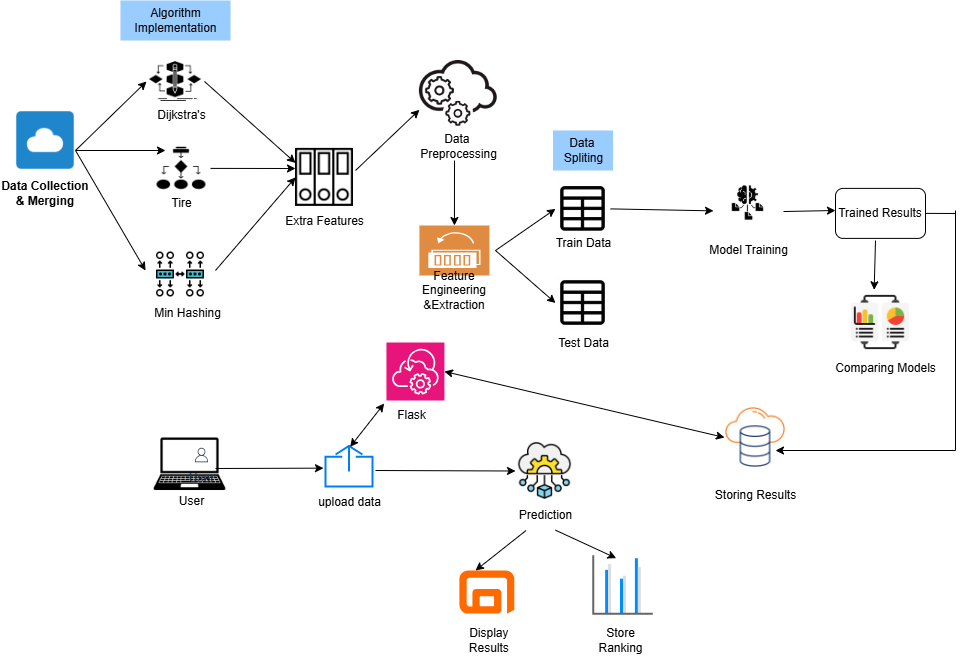 Algorithm
Implementation
Dijkstra's
Data Collection
& Merging
Tire
Min Hashing
Extra Features
Data
Preprocessing
Feature
Engineering
&Extraction
Data
Spliting
Train Data
Test Data
Model Training
Trained Results
Comparing Models
Flask
Storing Results
User
upload data
Prediction
Display
Results
Store
Ranking